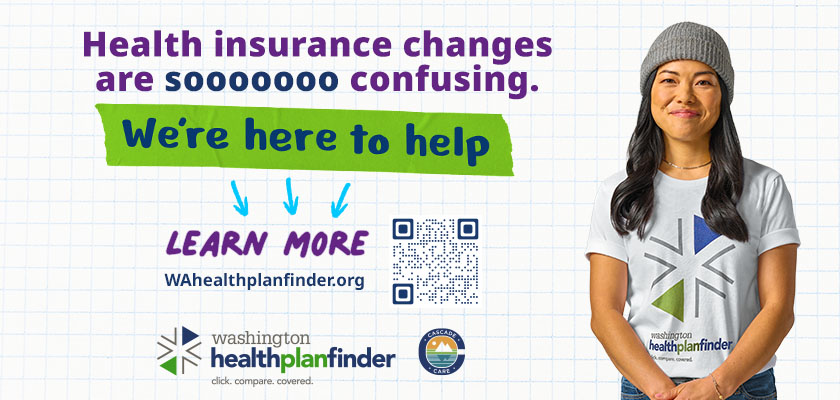 Health insurance changes
are sooooooo confusing.
We're here to help
LEARN MORE
WAhealthplanfinder.org
washington
healthplanfinder
click. compare. covered.
CASCADE
CARE
washington
healthplanfinder
click. compare. covered.